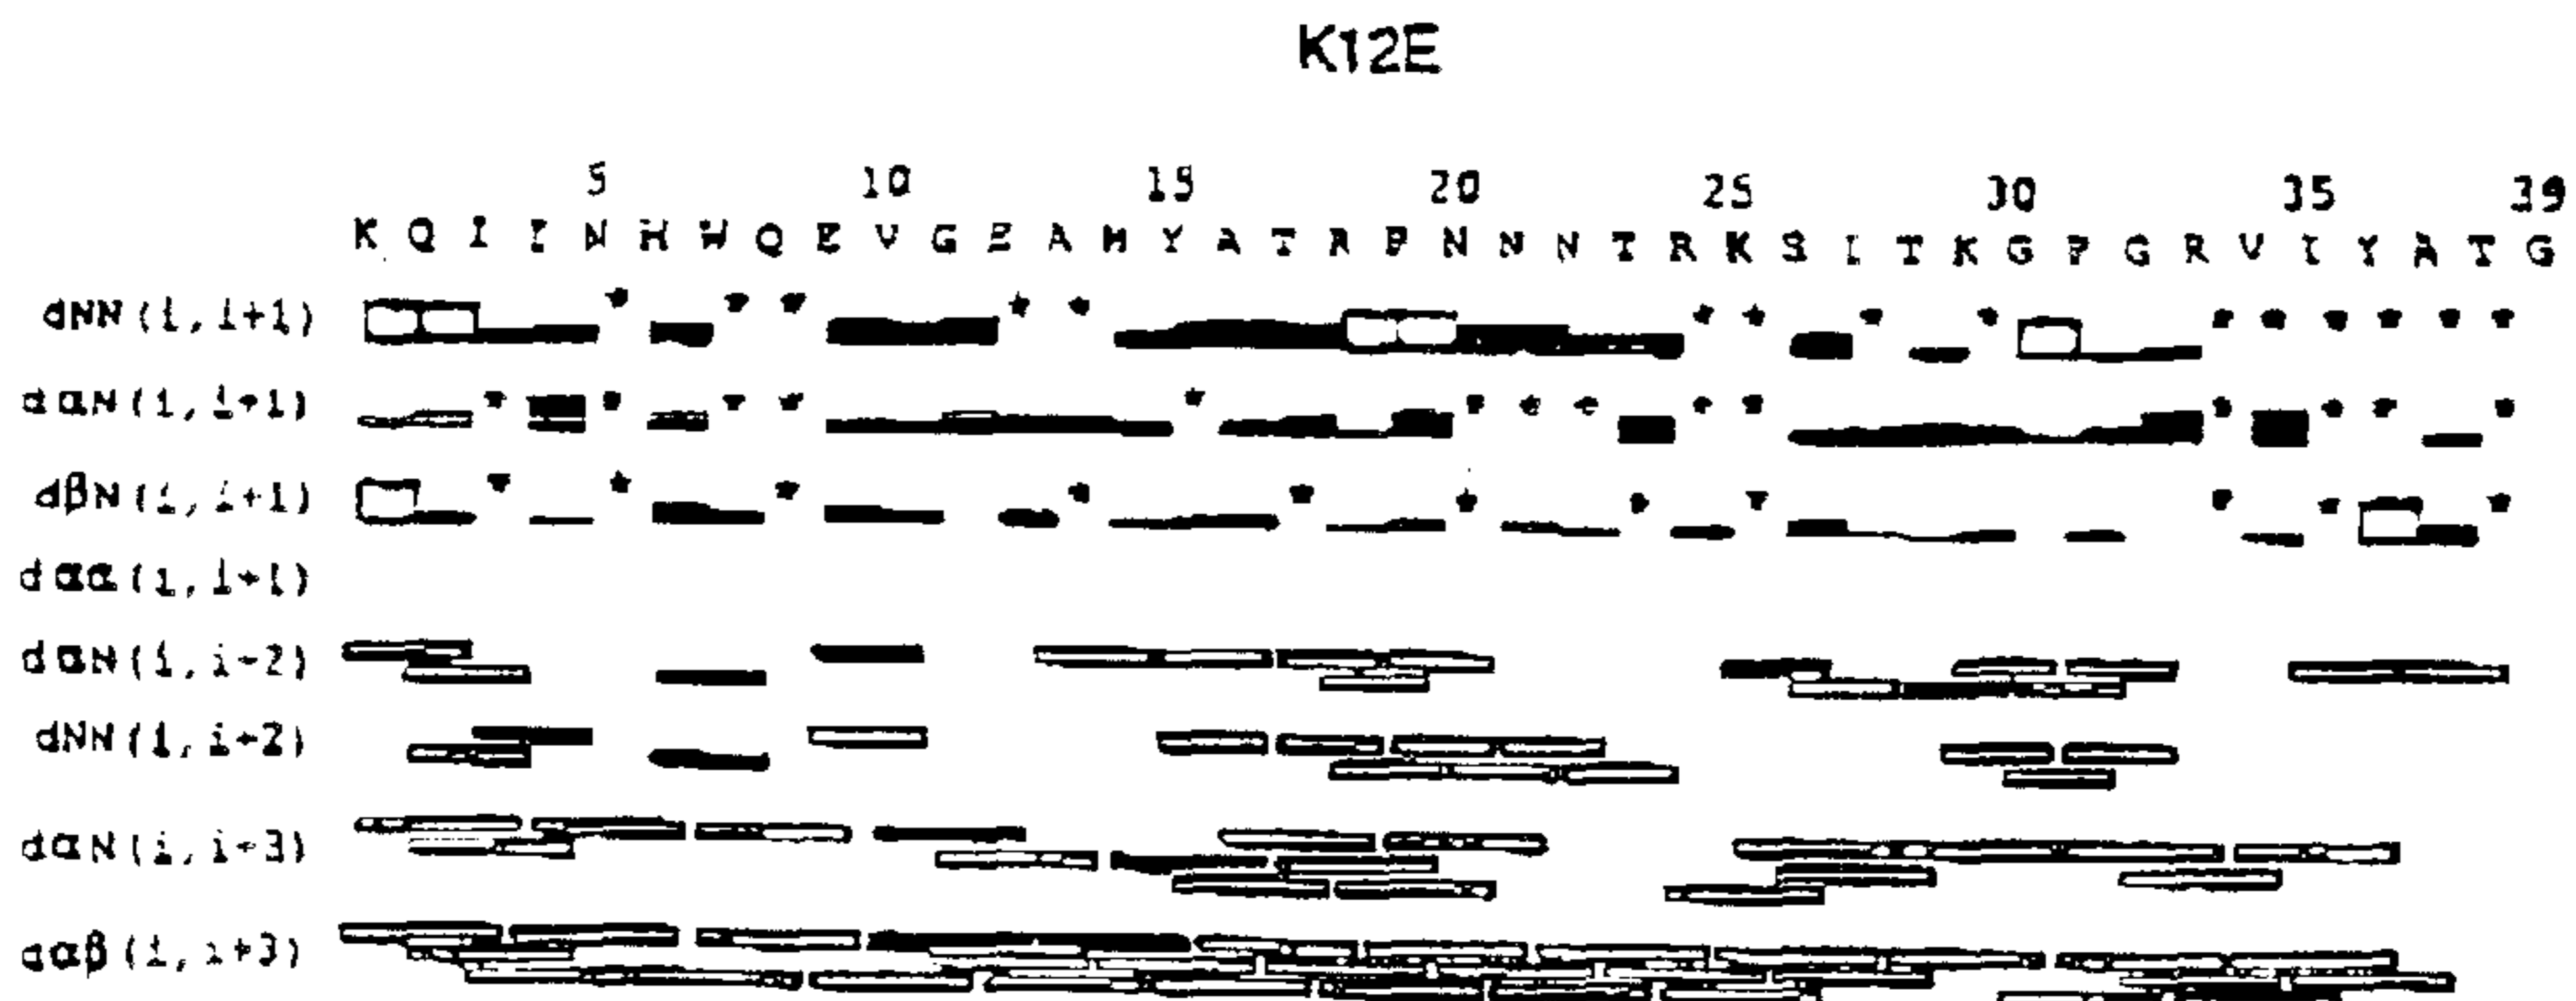 K12E
5 10 15 20 25 30 35 39
K Q I I N H W Q E V G E A M Y A T R P N N N T R K S I T K G P G R V I Y A T G
dNN(i,i+1)
dαN(i,i+1)
dβN(i,i+1)
dαα(i,i+1)
dαN(i,i+2)
dNN(i,i+2)
dαN(i,i+3)
dαβ(i,i+3)